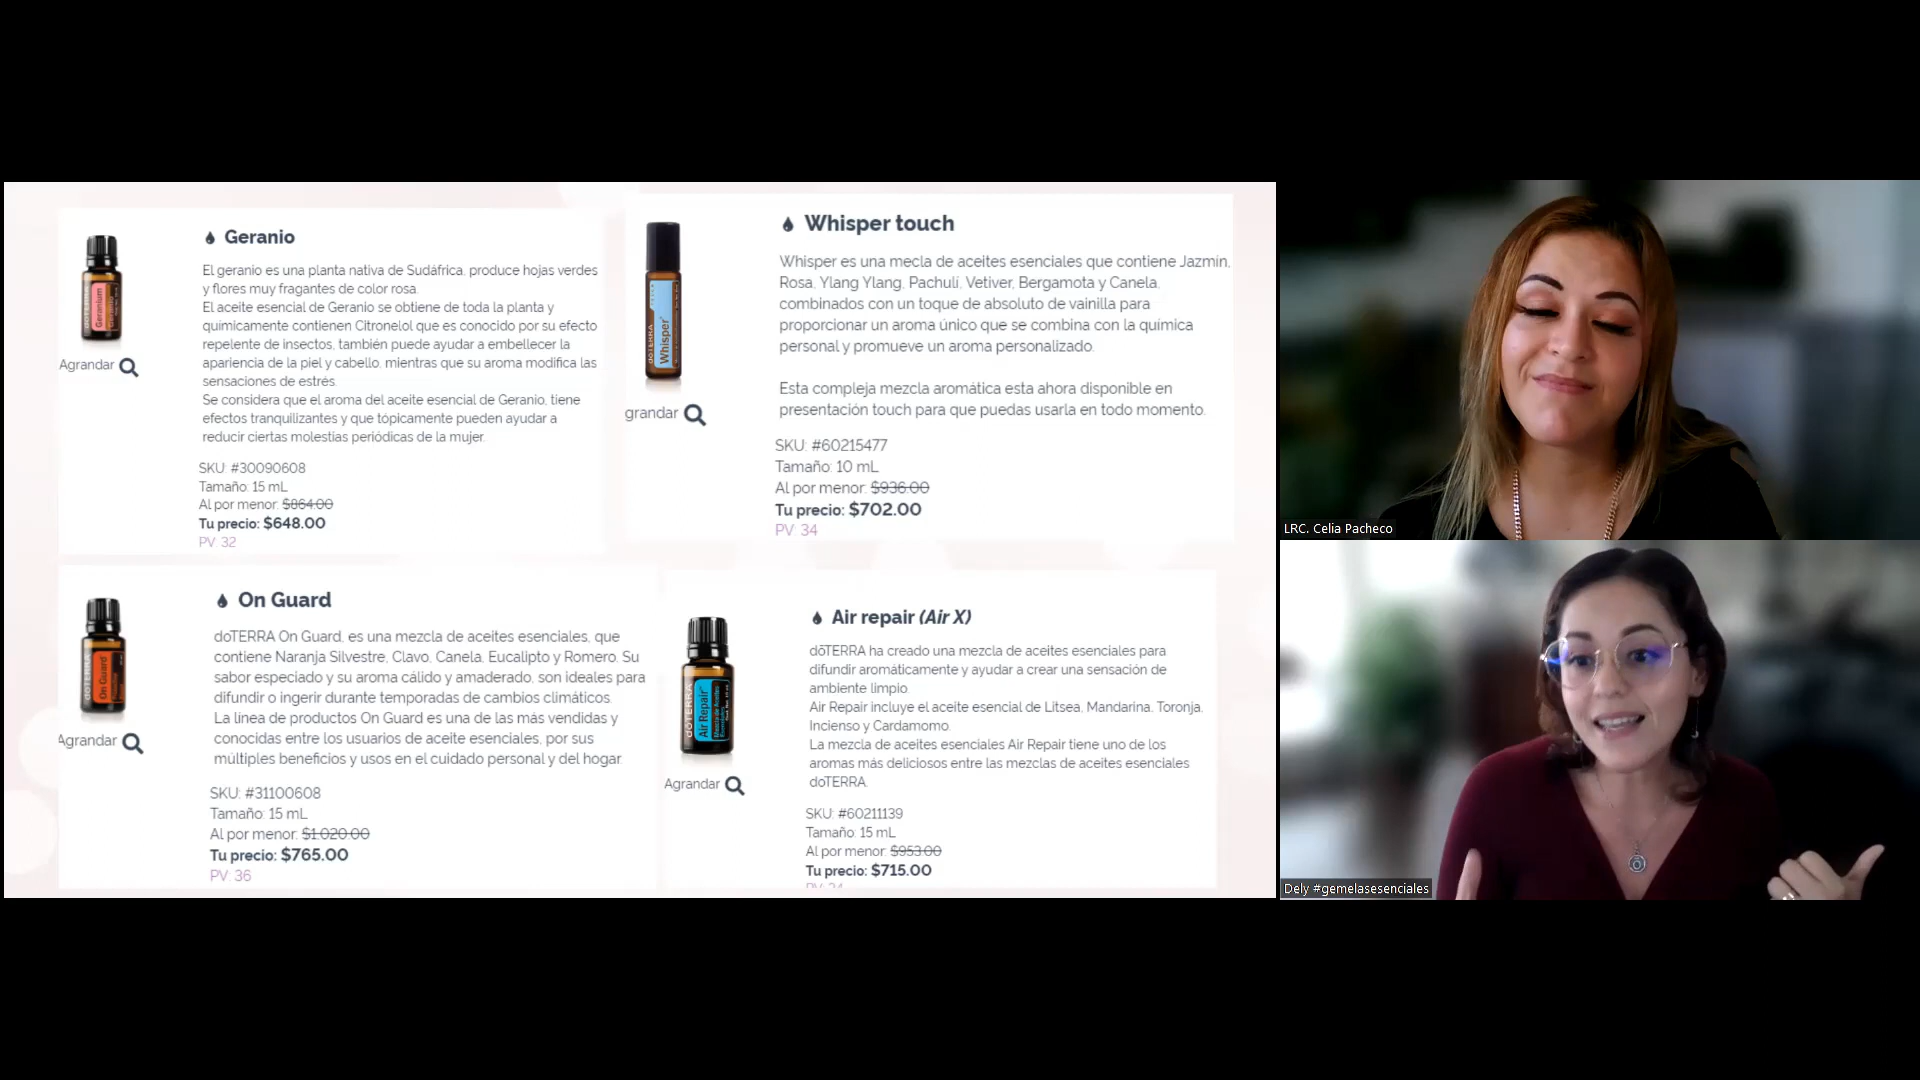 Geranio
El geranio es una planta nativa de Sudáfrica, produce hojas verdes
y flores muy fragantes de color rosa.
El aceite esencial de Geranio se obtiene de toda la planta y
químicamente contienen Citronelol que es conocido por su efecto
repelente de insectos, también puede ayudar a embellecer la
apariencia de la piel y cabello, mientras que su aroma modifica las
sensaciones de estrés.
Se considera que el aroma del aceite esencial de Geranio, tiene
efectos tranquilizantes y que tópicamente pueden ayudar a
reducir ciertas molestias periódicas de la mujer.
SKU: #30090608
Tamaño: 15 mL
Al por menor: $864.00
Tu precio: $648.00
PV: 32
dōTERRA
Geranium
Agrandar
Whisper touch
Whisper es una mecla de aceites esenciales que contiene Jazmín,
Rosa, Ylang Ylang, Pachulí, Vetiver, Bergamota y Canela,
combinados con un toque de absoluto de vainilla para
proporcionar un aroma único que se combina con la química
personal y promueve un aroma personalizado.
Esta compleja mezcla aromática esta ahora disponible en
presentación touch para que puedas usarla en todo momento.
SKU: #60215477
Tamaño: 10 mL
Al por menor: $936.00
Tu precio: $702.00
PV: 34
dōTERRA
Whisper
grandar
On Guard
doTERRA On Guard, es una mezcla de aceites esenciales, que
contiene Naranja Silvestre, Clavo, Canela, Eucalipto y Romero. Su
sabor especiado y su aroma cálido y amaderado, son ideales para
difundir o ingerir durante temporadas de cambios climáticos.
La línea de productos On Guard es una de las más vendidas y
conocidas entre los usuarios de aceite esenciales, por sus
múltiples beneficios y usos en el cuidado personal y del hogar.
SKU: #31100608
Tamaño: 15 mL
Al por menor: $1,020.00
Tu precio: $765.00
PV: 36
dōTERRA
On Guard
Agrandar
Air repair (Air X)
dōTERRA ha creado una mezcla de aceites esenciales para
difundir aromáticamente y ayudar a crear una sensación de
ambiente limpio.
Air Repair incluye el aceite esencial de Litsea, Mandarina, Toronja,
Incienso y Cardamomo.
La mezcla de aceites esenciales Air Repair tiene uno de los
aromas más deliciosos entre las mezclas de aceites esenciales
doTERRA.
SKU: #60211139
Tamaño: 15 mL
Al por menor: $953.00
Tu precio: $715.00
PV: 34
dōTERRA
Air Repair
Agrandar
LRC. Celia Pacheco
Dely #gemelasesenciales